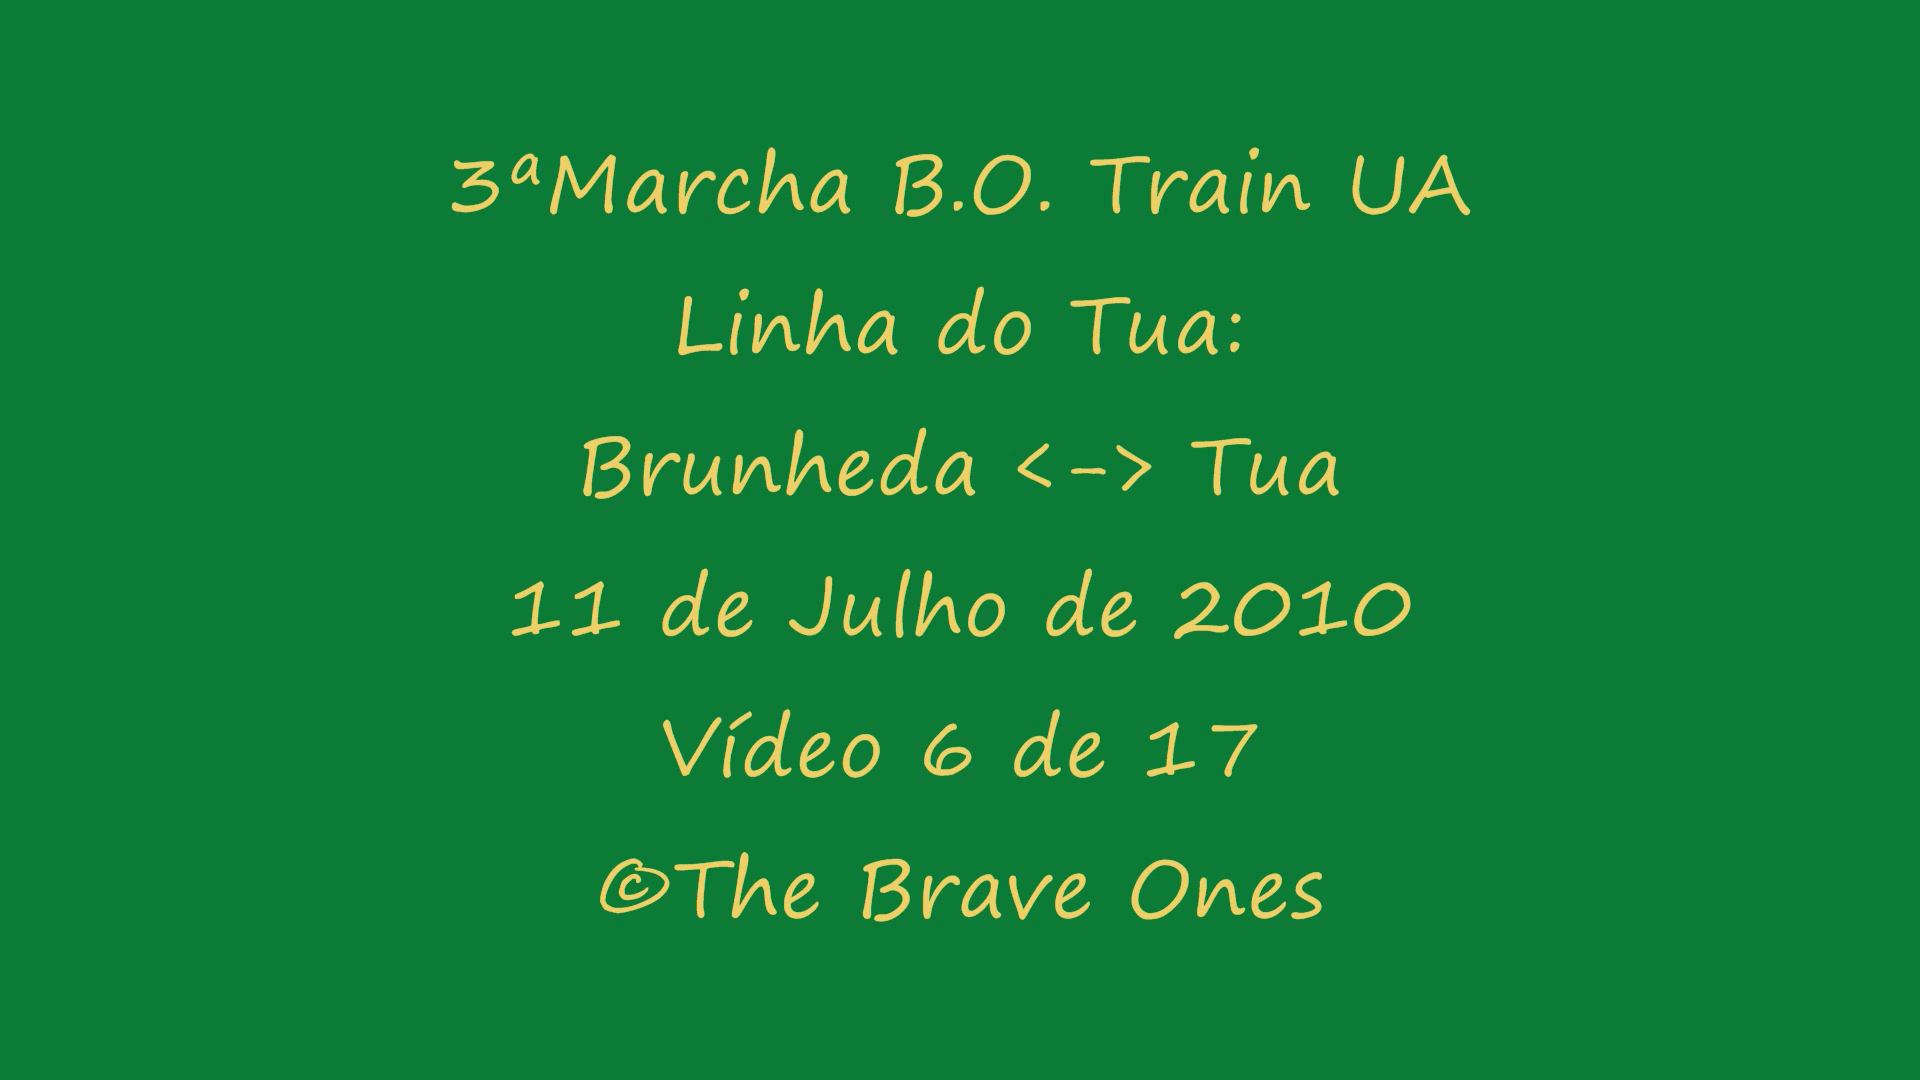 3ªMarcha B.O. Train UA
Linha do Tua:
Brunheda <-> Tua
11 de Julho de 2010
Vídeo 6 de 17
©The Brave Ones